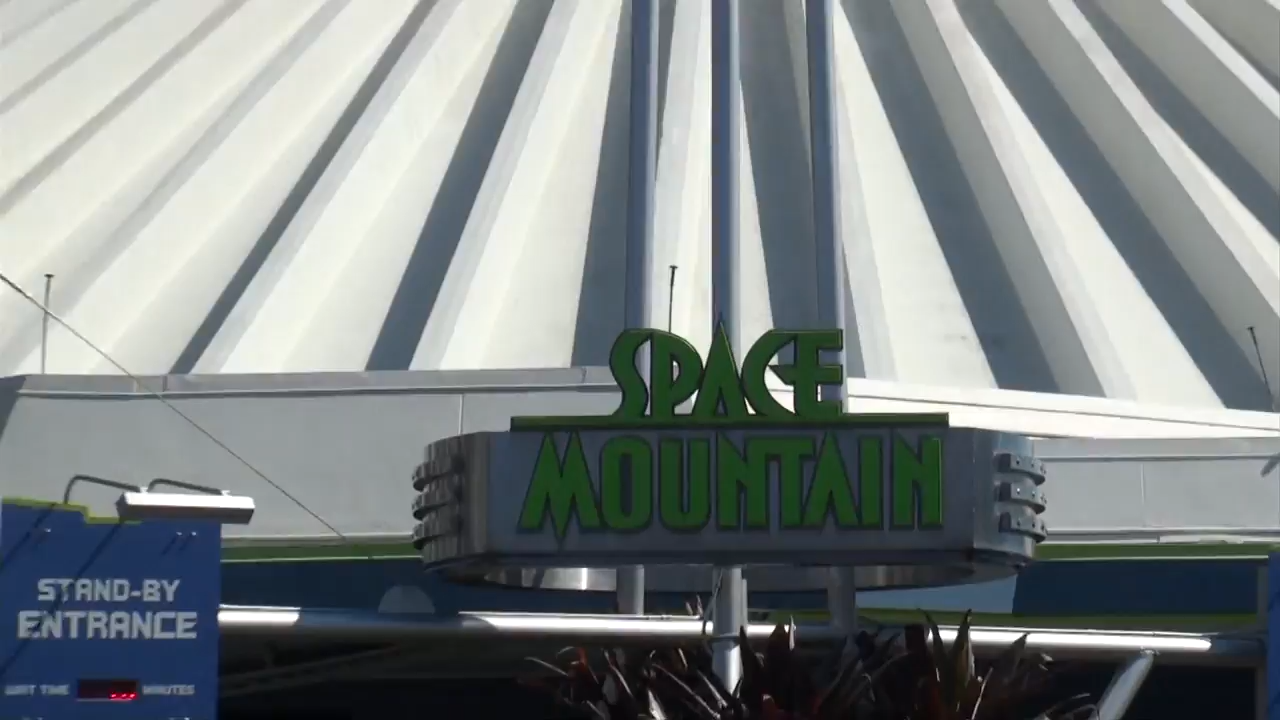 SPACE
MOUNTAIN
STAND-BY
ENTRANCE
WAIT TIME MINUTES